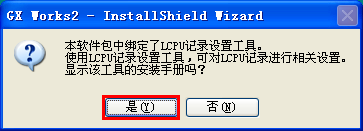 GX Works2 - InstallShield Wizard
本软件包中绑定了LCPU记录设置工具。
使用LCPU记录设置工具，可对LCPU记录进行相关设置。
显示该工具的安装手册吗？
是(Y)
否(N)